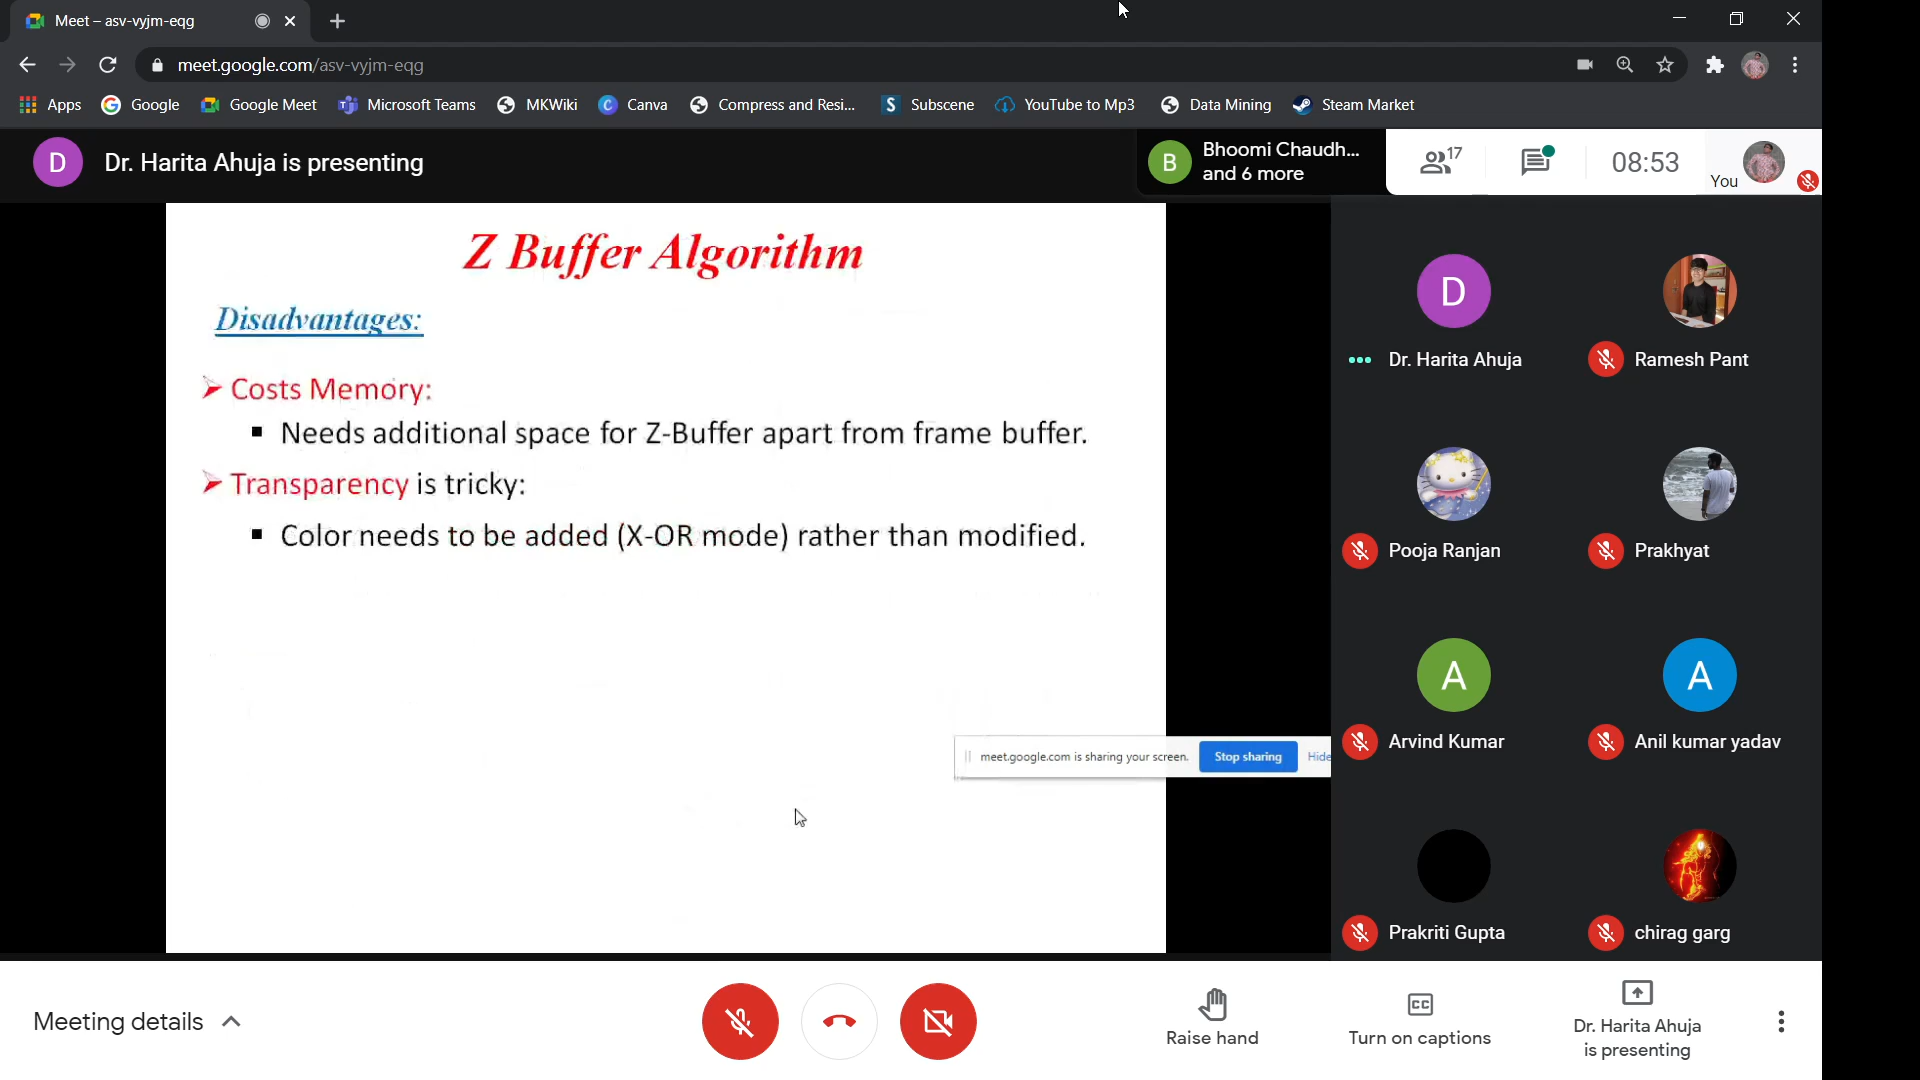 Meet – asv-vyjm-eqg
meet.google.com/asv-vyjm-eqg
Apps Google Google Meet Microsoft Teams MKWiki Canva Compress and Resi... Subscene YouTube to Mp3 Data Mining Steam Market
D Dr. Harita Ahuja is presenting
B Bhoomi Chaudh...
and 6 more
17
08:53
You
Z Buffer Algorithm
Disadvantages:
Costs Memory:
Needs additional space for Z-Buffer apart from frame buffer.
Transparency is tricky:
Color needs to be added (X-OR mode) rather than modified.
meet.google.com is sharing your screen. Stop sharing Hide
D
Dr. Harita Ahuja
Ramesh Pant
Pooja Ranjan
Prakhyat
A
Arvind Kumar
A
Anil kumar yadav
Prakriti Gupta
chirag garg
Meeting details
Raise hand
CC
Turn on captions
Dr. Harita Ahuja
is presenting